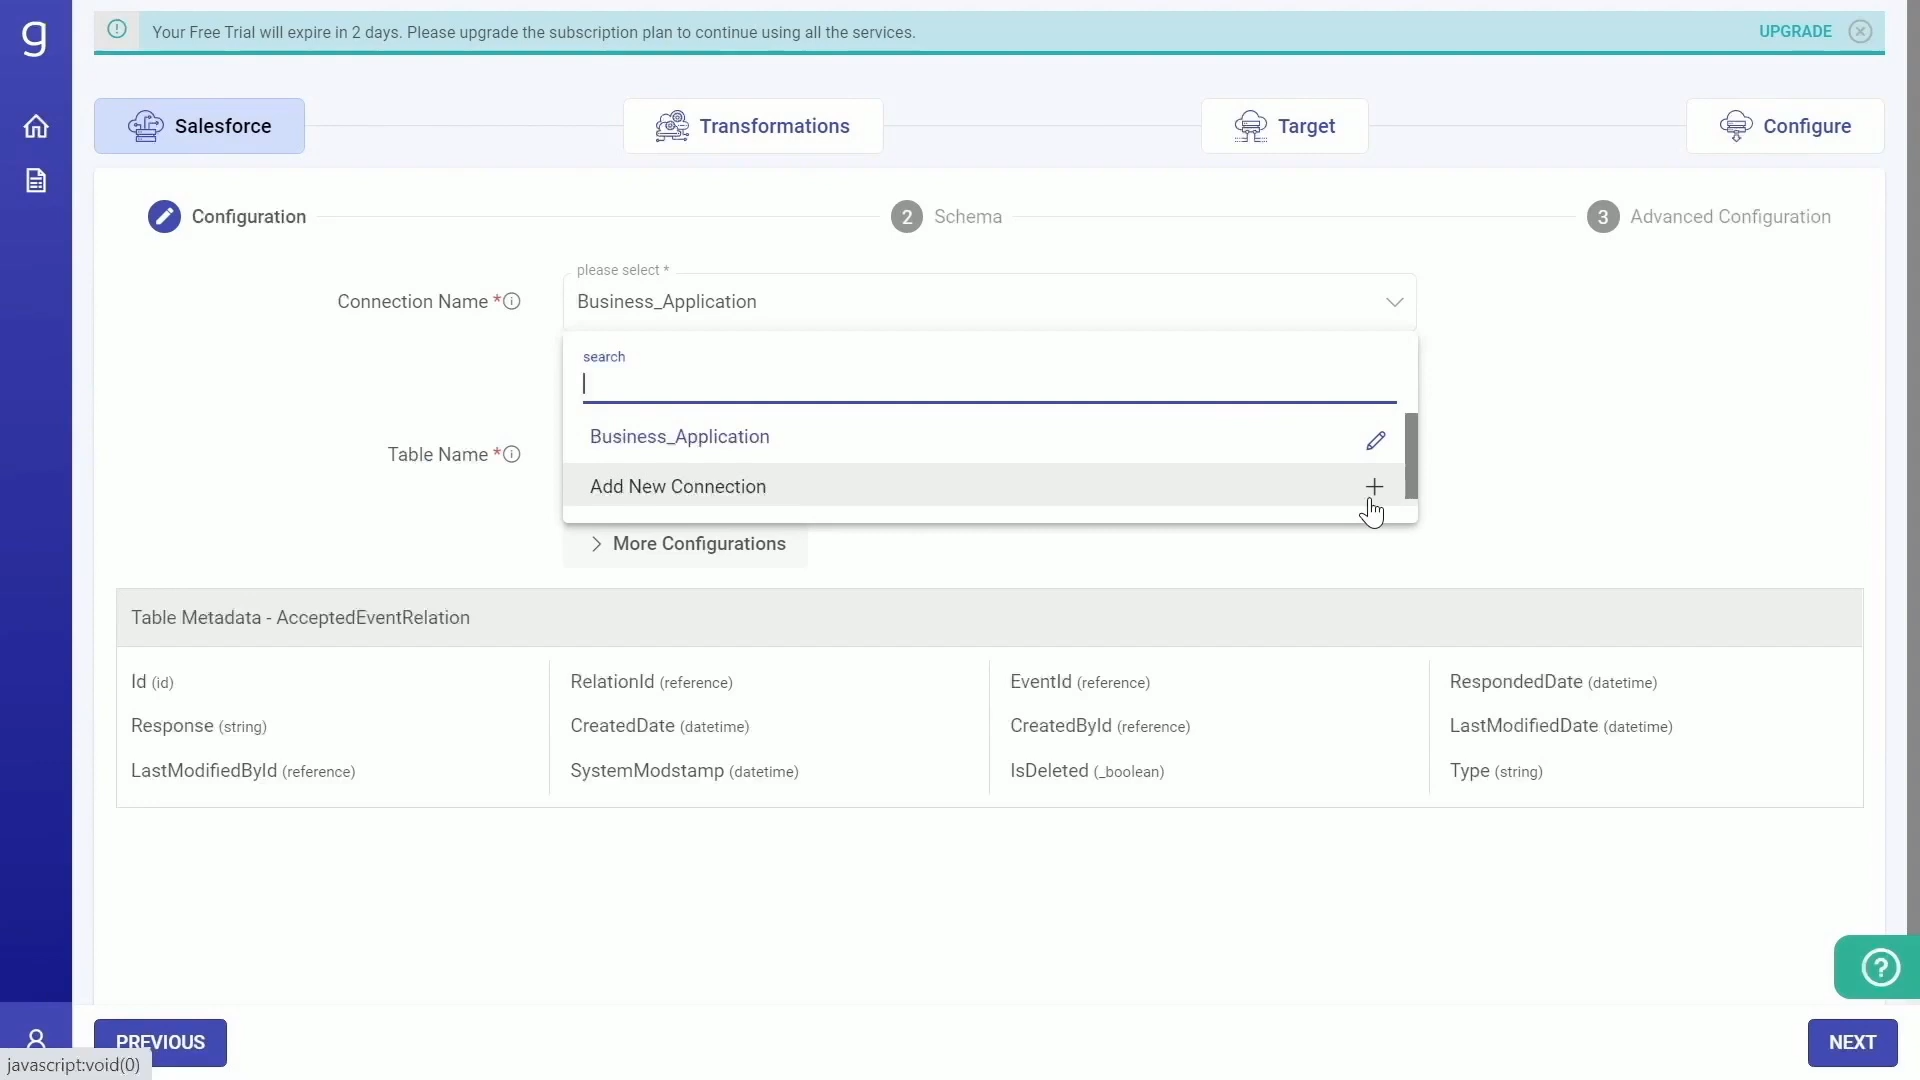 g
Your Free Trial will expire in 2 days. Please upgrade the subscription plan to continue using all the services.
UPGRADE
Salesforce
Transformations
Target
Configure
Configuration
2 Schema
3 Advanced Configuration
please select *
Connection Name *
Business_Application
search
Business_Application
Table Name *
Add New Connection
More Configurations
Table Metadata - AcceptedEventRelation
Id (id) RelationId (reference) EventId (reference) RespondedDate (datetime)
Response (string) CreatedDate (datetime) CreatedById (reference) LastModifiedDate (datetime)
LastModifiedById (reference) SystemModstamp (datetime) IsDeleted (_boolean) Type (string)
PREVIOUS
NEXT
javascript:void(0)